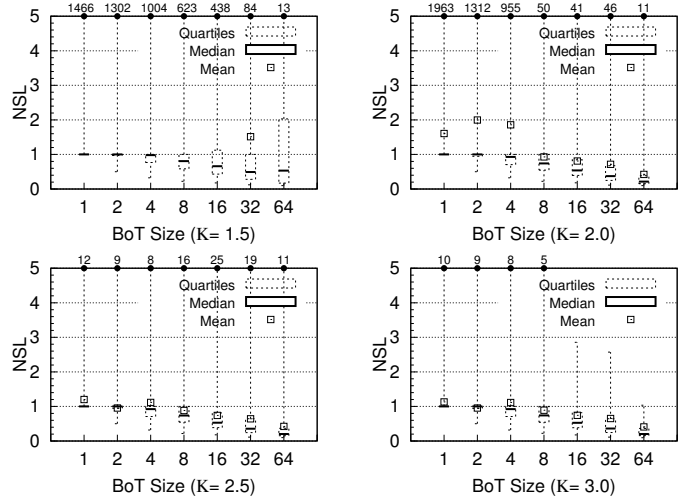 1466 1302 1004 623 438 84 13
5
4
3
2
1
0
NSL
Quartiles
Median
Mean
1 2 4 8 16 32 64
BoT Size (K= 1.5)
1963 1312 955 50 41 46 11
5
4
3
2
1
0
NSL
Quartiles
Median
Mean
1 2 4 8 16 32 64
BoT Size (K= 2.0)
12 9 8 16 25 19 11
5
4
3
2
1
0
NSL
Quartiles
Median
Mean
1 2 4 8 16 32 64
BoT Size (K= 2.5)
10 9 8 5
5
4
3
2
1
0
NSL
Quartiles
Median
Mean
1 2 4 8 16 32 64
BoT Size (K= 3.0)